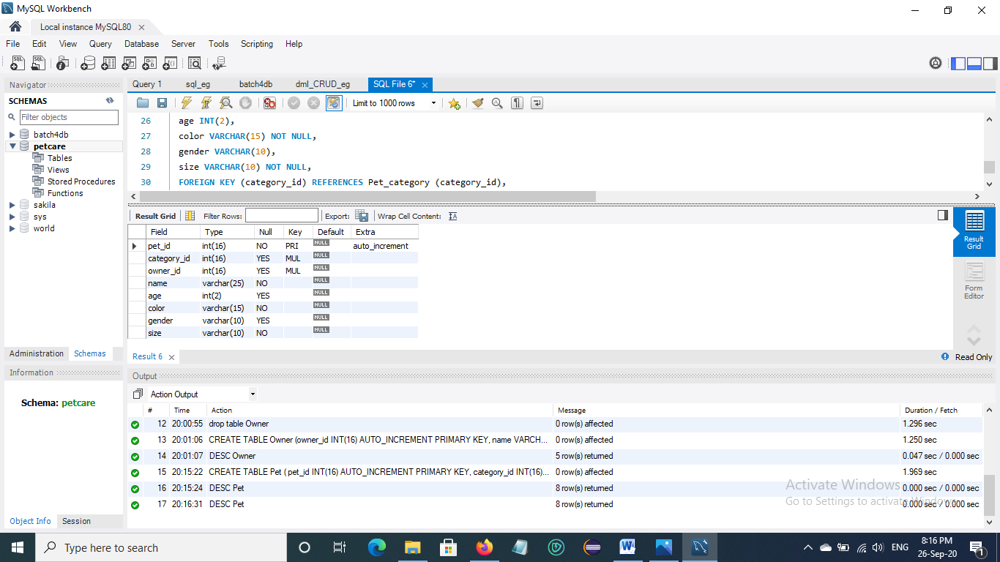 MySQL Workbench
Local instance MySQL80
File Edit View Query Database Server Tools Scripting Help
Navigator
SCHEMAS
Filter objects
batch4db
petcare
Tables
Views
Stored Procedures
Functions
sakila
sys
world
Administration Schemas
Information
Schema: petcare
Object Info Session
Query 1 sql_eg batch4db dml_CRUD_eg SQL File 6*
Limit to 1000 rows
26 age INT(2),
27 color VARCHAR(15) NOT NULL,
28 gender VARCHAR(10),
29 size VARCHAR(10) NOT NULL,
30 FOREIGN KEY (category_id) REFERENCES Pet_category (category_id),
Result Grid Filter Rows: Export: Wrap Cell Content:
Field Type Null Key Default Extra
pet_id int(16) NO PRI NULL auto_increment
category_id int(16) YES MUL NULL
owner_id int(16) YES MUL NULL
name varchar(25) NO NULL
age int(2) YES NULL
color varchar(15) NO NULL
gender varchar(10) YES NULL
size varchar(10) NO NULL
Result
Grid
Form
Editor
Result 6
Read Only
Output
Action Output
# Time Action Message Duration / Fetch
12 20:00:55 drop table Owner 0 row(s) affected 1.296 sec
13 20:01:06 CREATE TABLE Owner (owner_id INT(16) AUTO_INCREMENT PRIMARY KEY, name VARCH... 0 row(s) affected 1.250 sec
14 20:01:07 DESC Owner 5 row(s) returned 0.047 sec / 0.000 sec
15 20:15:22 CREATE TABLE Pet ( pet_id INT(16) AUTO_INCREMENT PRIMARY KEY, category_id INT(16)... 0 row(s) affected 1.969 sec
16 20:15:24 DESC Pet 8 row(s) returned 0.000 sec / 0.000 sec
17 20:16:31 DESC Pet 8 row(s) returned 0.000 sec / 0.000 sec
Activate Windows
Go to Settings to activate Windows.
Type here to search
ENG
8:16 PM
26-Sep-20
1